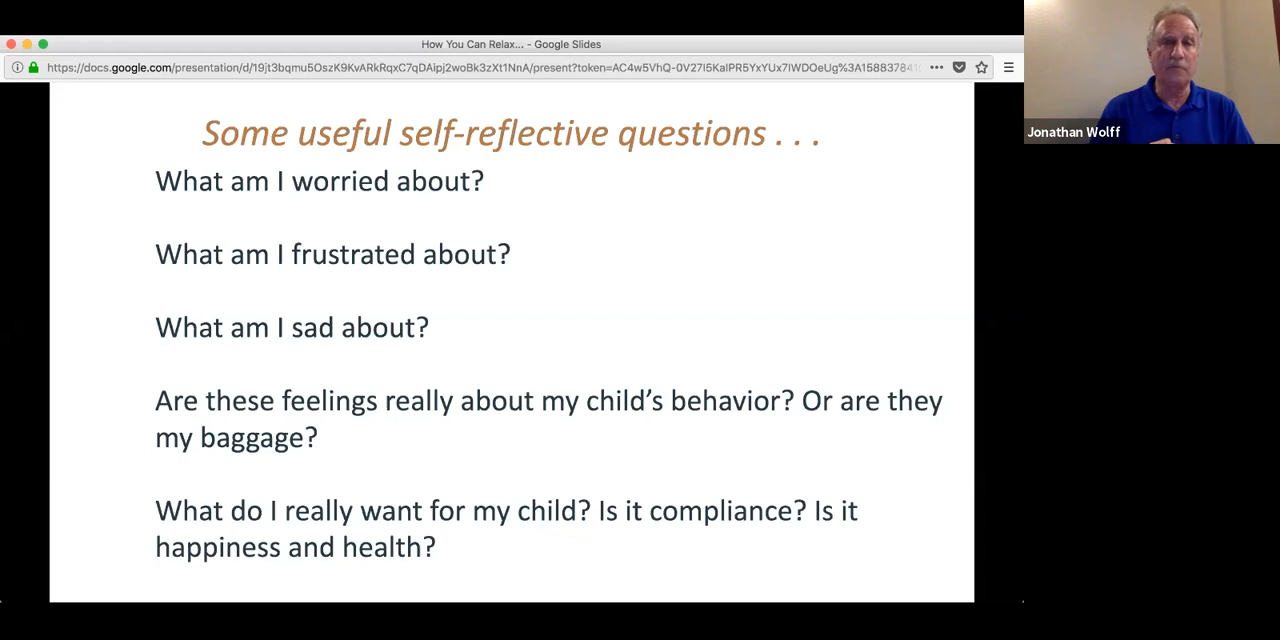 How You Can Relax... - Google Slides
Jonathan Wolff
Some useful self-reflective questions . . .
What am I worried about?
What am I frustrated about?
What am I sad about?
Are these feelings really about my child’s behavior? Or are they
my baggage?
What do I really want for my child? Is it compliance? Is it
happiness and health?